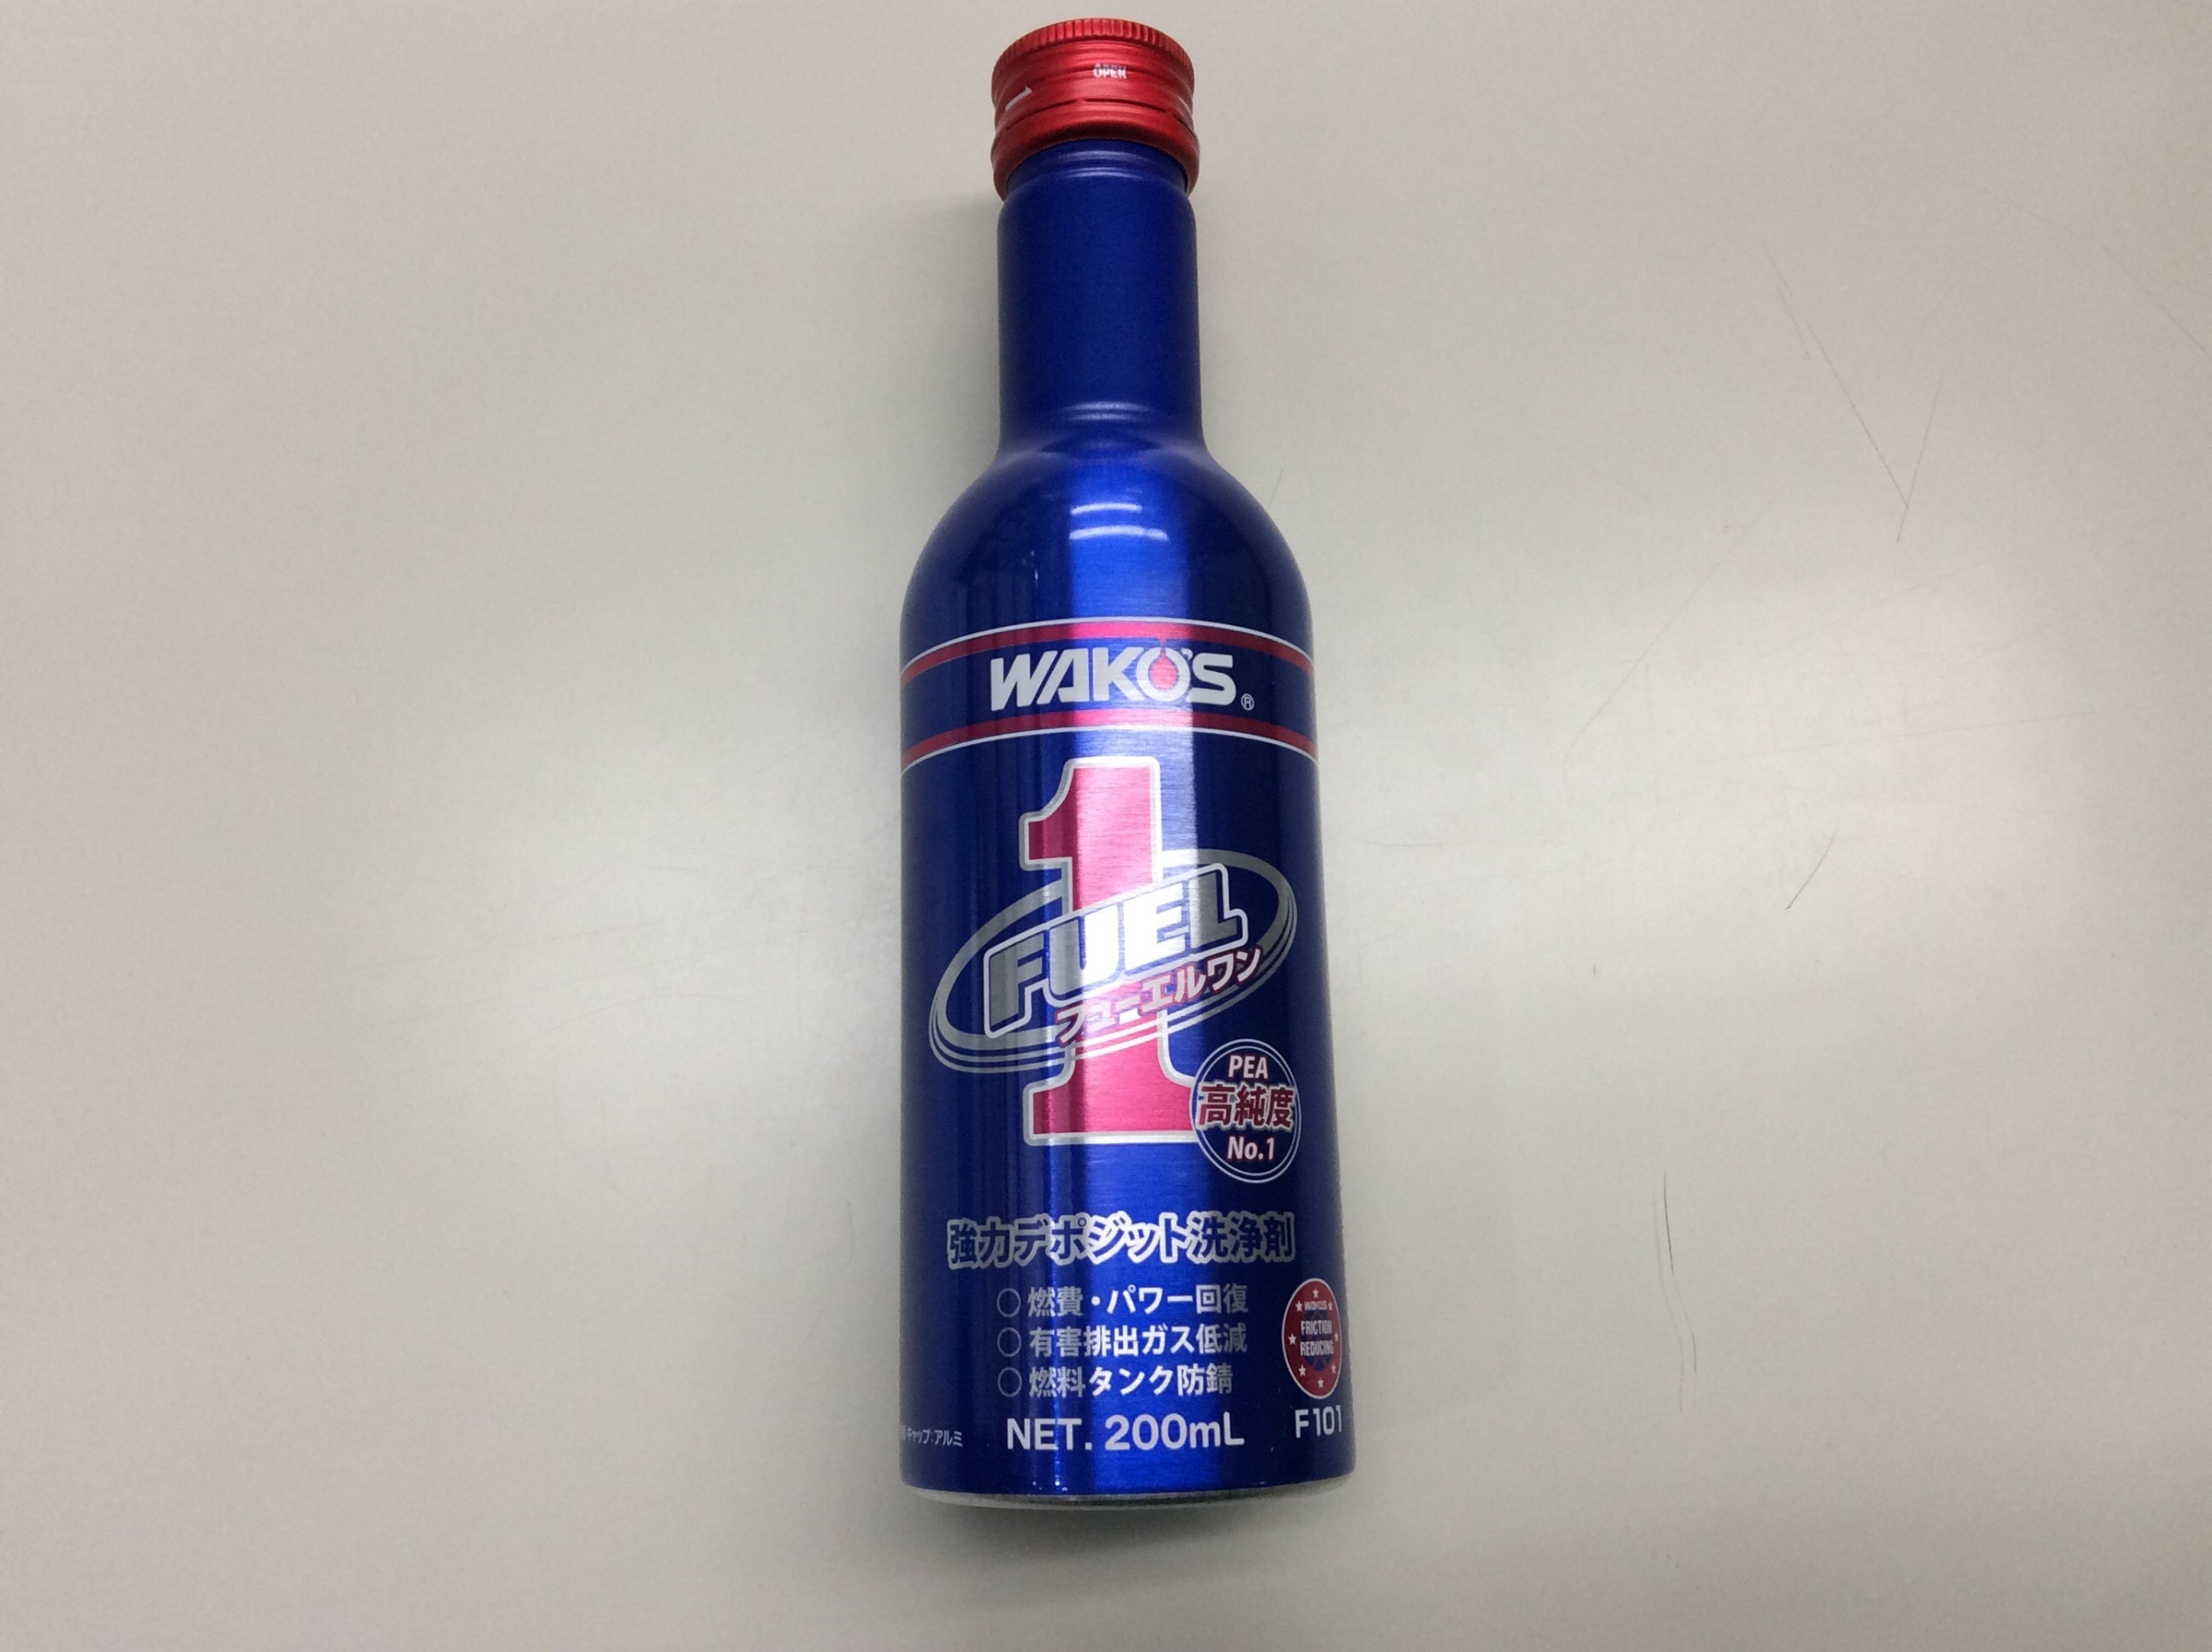 OPEN
WAKO'S®
1
FUEL
フューエルワン
PEA
高純度
No.1
強力デポジット洗浄剤
○ 燃費・パワー回復
○ 有害排出ガス低減
○ 燃料タンク防錆
WAKO'S
FRICTION
REDUCING
キャップ:アルミ
NET. 200mL
F101